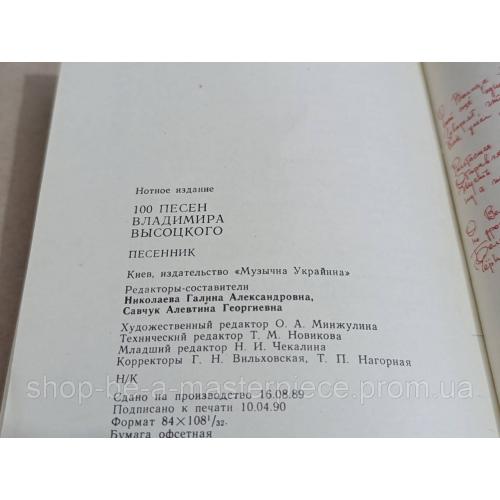 Нотное издание
100 ПЕСЕН
ВЛАДИМИРА
ВЫСОЦКОГО
ПЕСЕННИК
Киев, издательство «Музычна Украйина»
Редакторы-составители
Николаева Галина Александровна,
Савчук Алевтина Георгиевна
Художественный редактор О. А. Минжулина
Технический редактор Т. М. Новикова
Младший редактор Н. И. Чекалина
Корректоры Г. Н. Вильховская, Т. П. Нагорная
Н/К
Сдано на производство 16.08.89
Подписано к печати 10.04.90
Формат 84×108¹/₃₂.
Бумага офсетная
shop-be-a-masterpiece.prom.ua